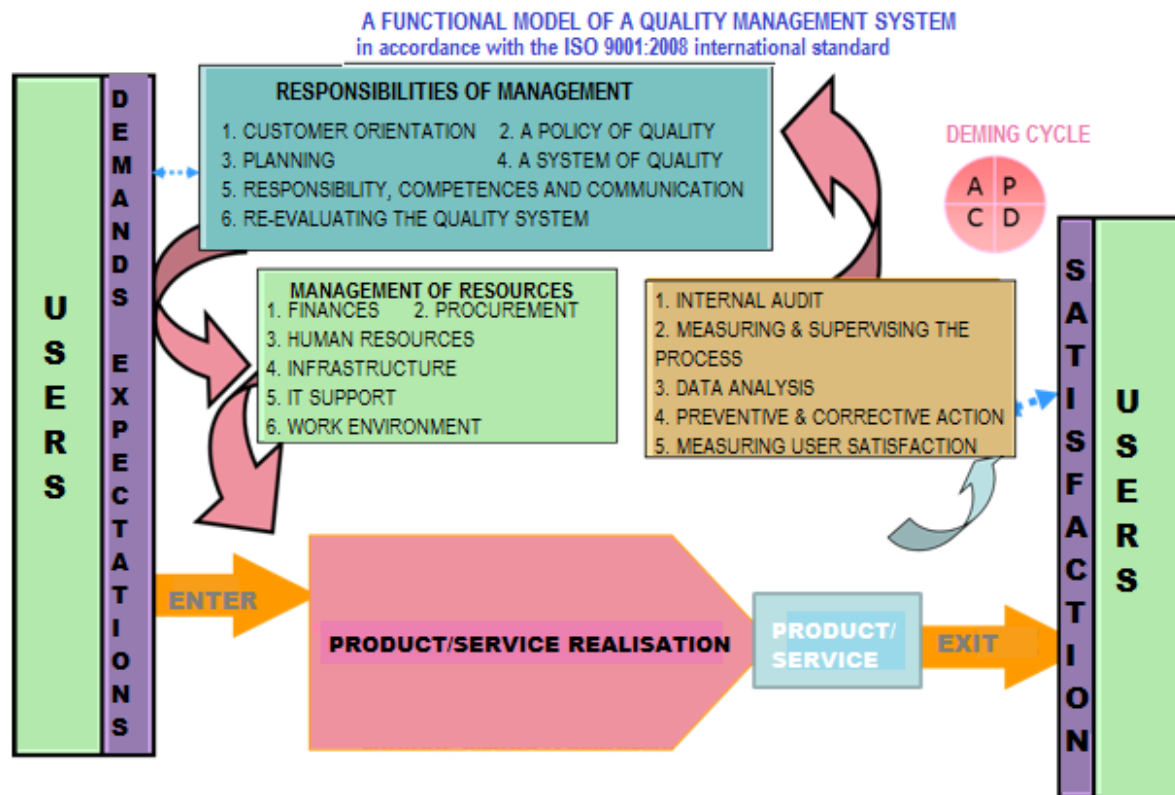 A FUNCTIONAL MODEL OF A QUALITY MANAGEMENT SYSTEM
in accordance with the ISO 9001:2008 international standard
USERS
DEMANDS EXPECTATIONS
RESPONSIBILITIES OF MANAGEMENT
1. CUSTOMER ORIENTATION 2. A POLICY OF QUALITY
3. PLANNING 4. A SYSTEM OF QUALITY
5. RESPONSIBILITY, COMPETENCES AND COMMUNICATION
6. RE-EVALUATING THE QUALITY SYSTEM
DEMING CYCLE
A P
C D
MANAGEMENT OF RESOURCES
1. FINANCES 2. PROCUREMENT
3. HUMAN RESOURCES
4. INFRASTRUCTURE
5. IT SUPPORT
6. WORK ENVIRONMENT
1. INTERNAL AUDIT
2. MEASURING & SUPERVISING THE
PROCESS
3. DATA ANALYSIS
4. PREVENTIVE & CORRECTIVE ACTION
5. MEASURING USER SATISFACTION
ENTER
PRODUCT/SERVICE REALISATION
PRODUCT/
SERVICE
EXIT
SATISFACTION
USERS